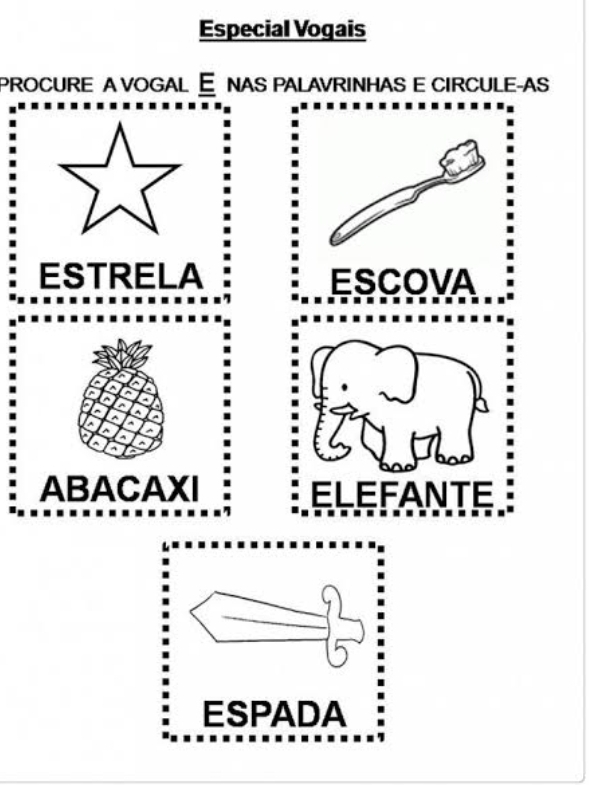 Especial Vogais
PROCURE A VOGAL E NAS PALAVRINHAS E CIRCULE-AS
ESTRELA
ESCOVA
ABACAXI
ELEFANTE
ESPADA